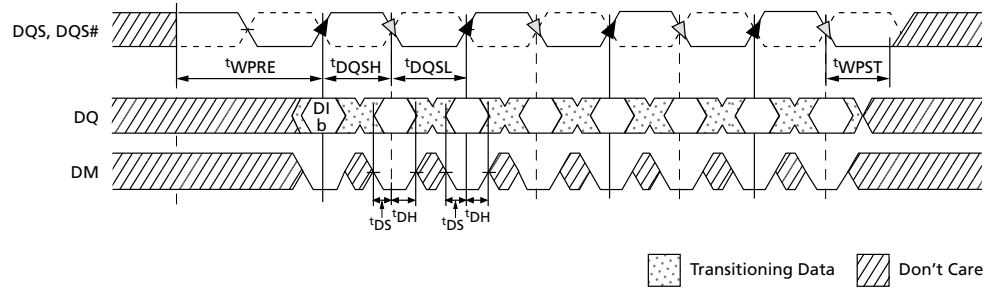 DQS, DQS#
tWPRE tDQSH tDQSL tWPST
DQ
DI
b
DM
tDS tDH tDS tDH
Transitioning Data Don't Care